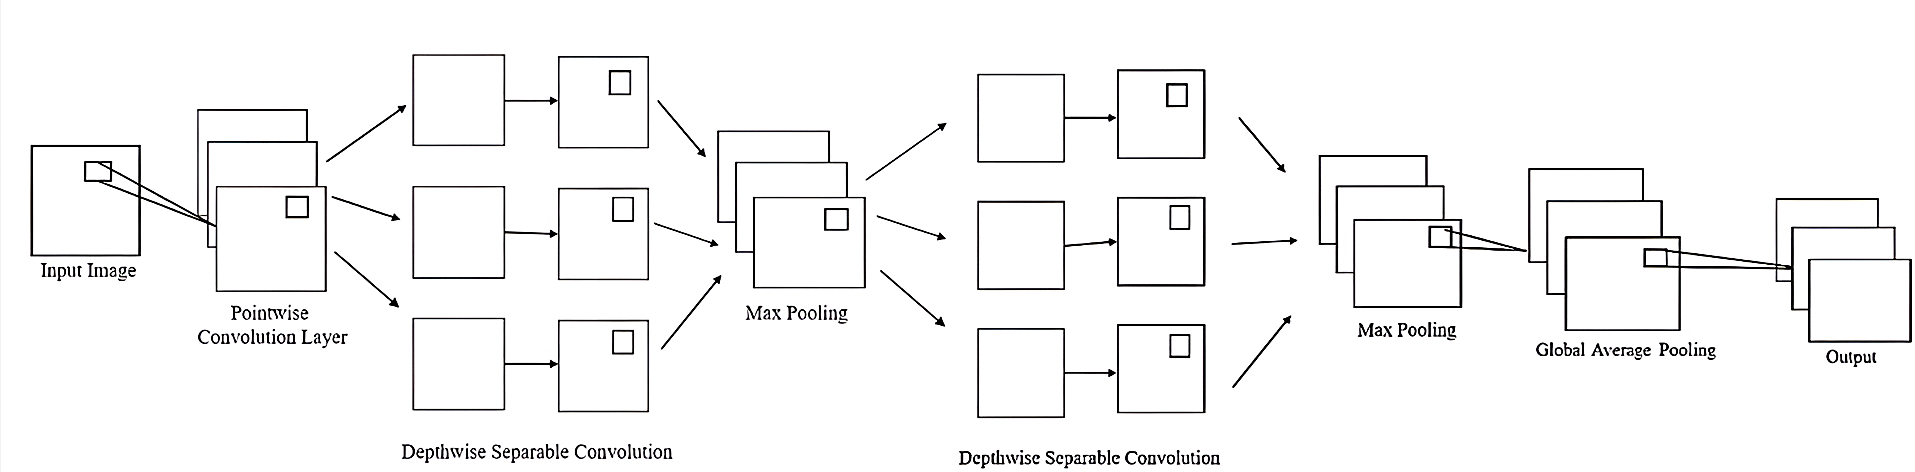 Input Image
Pointwise
Convolution Layer
Depthwise Separable Convolution
Max Pooling
Depthwise Separable Convolution
Max Pooling
Global Average Pooling
Output